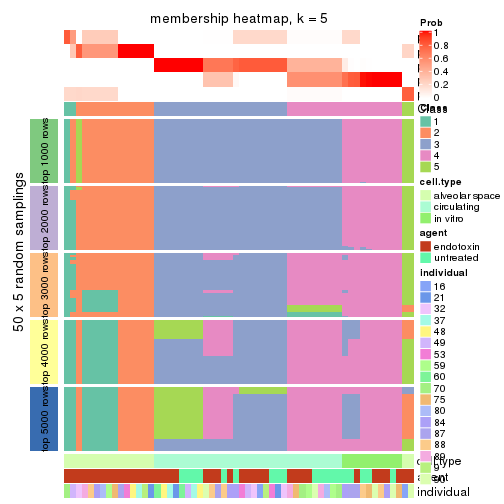 membership heatmap, k = 5
50 x 5 random samplings
top 1000 rows
top 2000 rows
top 3000 rows
top 4000 rows
top 5000 rows
Class
cell.type
agent
individual
Prob
1
0.8
0.6
0.4
0.2
0
Class
1
2
3
4
5
cell.type
alveolar space
circulating
in vitro
agent
endotoxin
untreated
individual
16
21
32
37
48
49
53
59
60
70
75
80
84
87
88
89
90